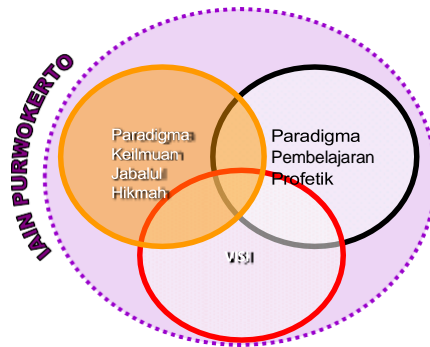 IAIN PURWOKERTO
Paradigma
Keilmuan
Jabalul
Hikmah
Paradigma
Pembelajaran
Profetik
VISI